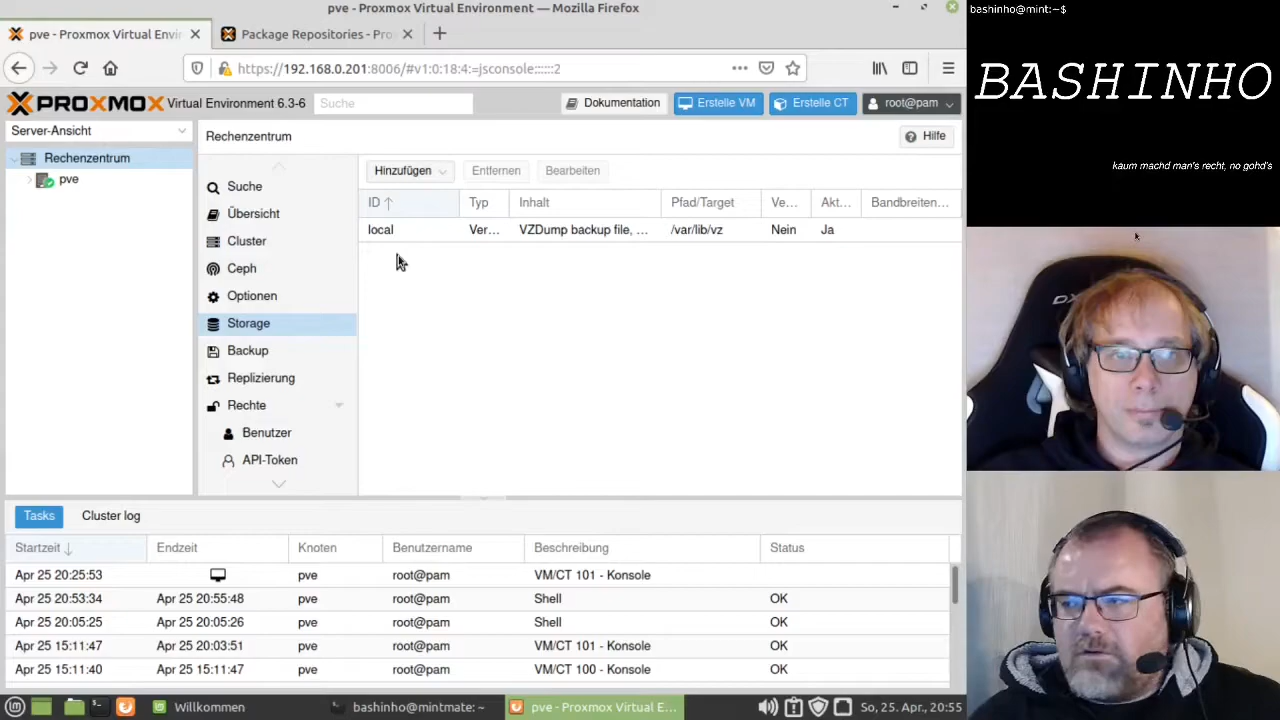 pve - Proxmox Virtual Environment — Mozilla Firefox
pve - Proxmox Virtual Envir
Package Repositories - Pro
https://192.168.0.201:8006/#v1:0:18:4:=jsconsole::::::2
PROXMOX Virtual Environment 6.3-6
Suche
Dokumentation
Erstelle VM
Erstelle CT
root@pam
Server-Ansicht
Rechenzentrum
pve
Rechenzentrum
Hilfe
Suche
Übersicht
Cluster
Ceph
Optionen
Storage
Backup
Replizierung
Rechte
Benutzer
API-Token
Hinzufügen
Entfernen
Bearbeiten
ID Typ Inhalt Pfad/Target Ve... Akt... Bandbreiten...
local Ver... VZDump backup file, ... /var/lib/vz Nein Ja
Tasks Cluster log
Startzeit Endzeit Knoten Benutzername Beschreibung Status
Apr 25 20:25:53 pve root@pam VM/CT 101 - Konsole
Apr 25 20:53:34 Apr 25 20:55:48 pve root@pam Shell OK
Apr 25 20:05:25 Apr 25 20:05:26 pve root@pam Shell OK
Apr 25 15:11:47 Apr 25 20:03:51 pve root@pam VM/CT 101 - Konsole OK
Apr 25 15:11:40 Apr 25 15:11:47 pve root@pam VM/CT 100 - Konsole OK
Willkommen
bashinho@mintmate: ~
pve - Proxmox Virtual E...
So, 25. Apr., 20:55
bashinho@mint:~$
BASHINHO
kaum machd man's recht, no gohd's
DX